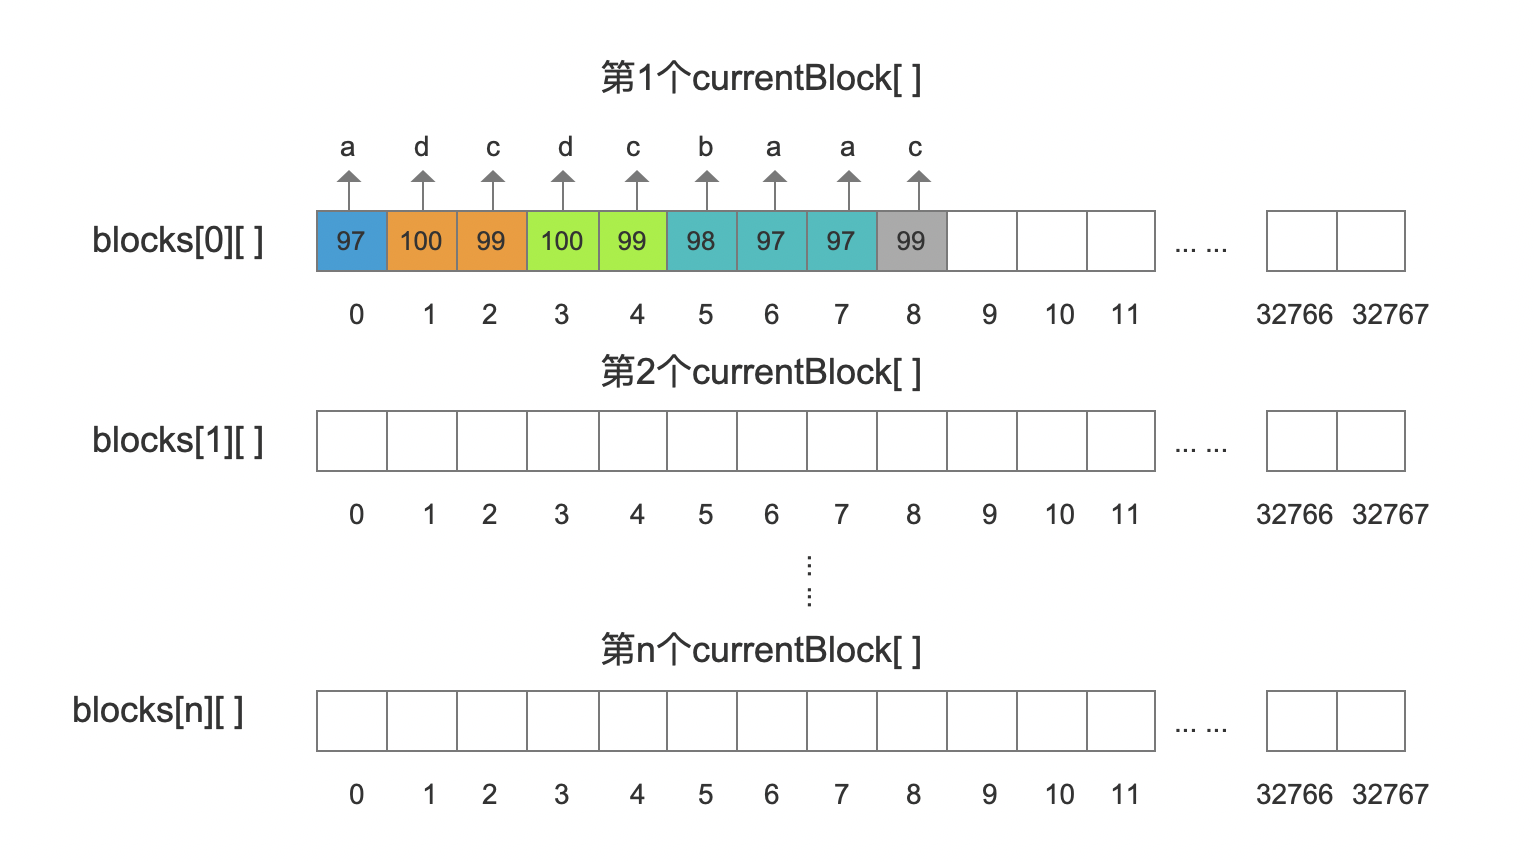 第1个currentBlock[ ]
a d c d c b a a c
blocks[0][ ] 97 100 99 100 99 98 97 97 99 ... ...
0 1 2 3 4 5 6 7 8 9 10 11 32766 32767
第2个currentBlock[ ]
blocks[1][ ] ... ...
0 1 2 3 4 5 6 7 8 9 10 11 32766 32767
... ...
第n个currentBlock[ ]
blocks[n][ ] ... ...
0 1 2 3 4 5 6 7 8 9 10 11 32766 32767